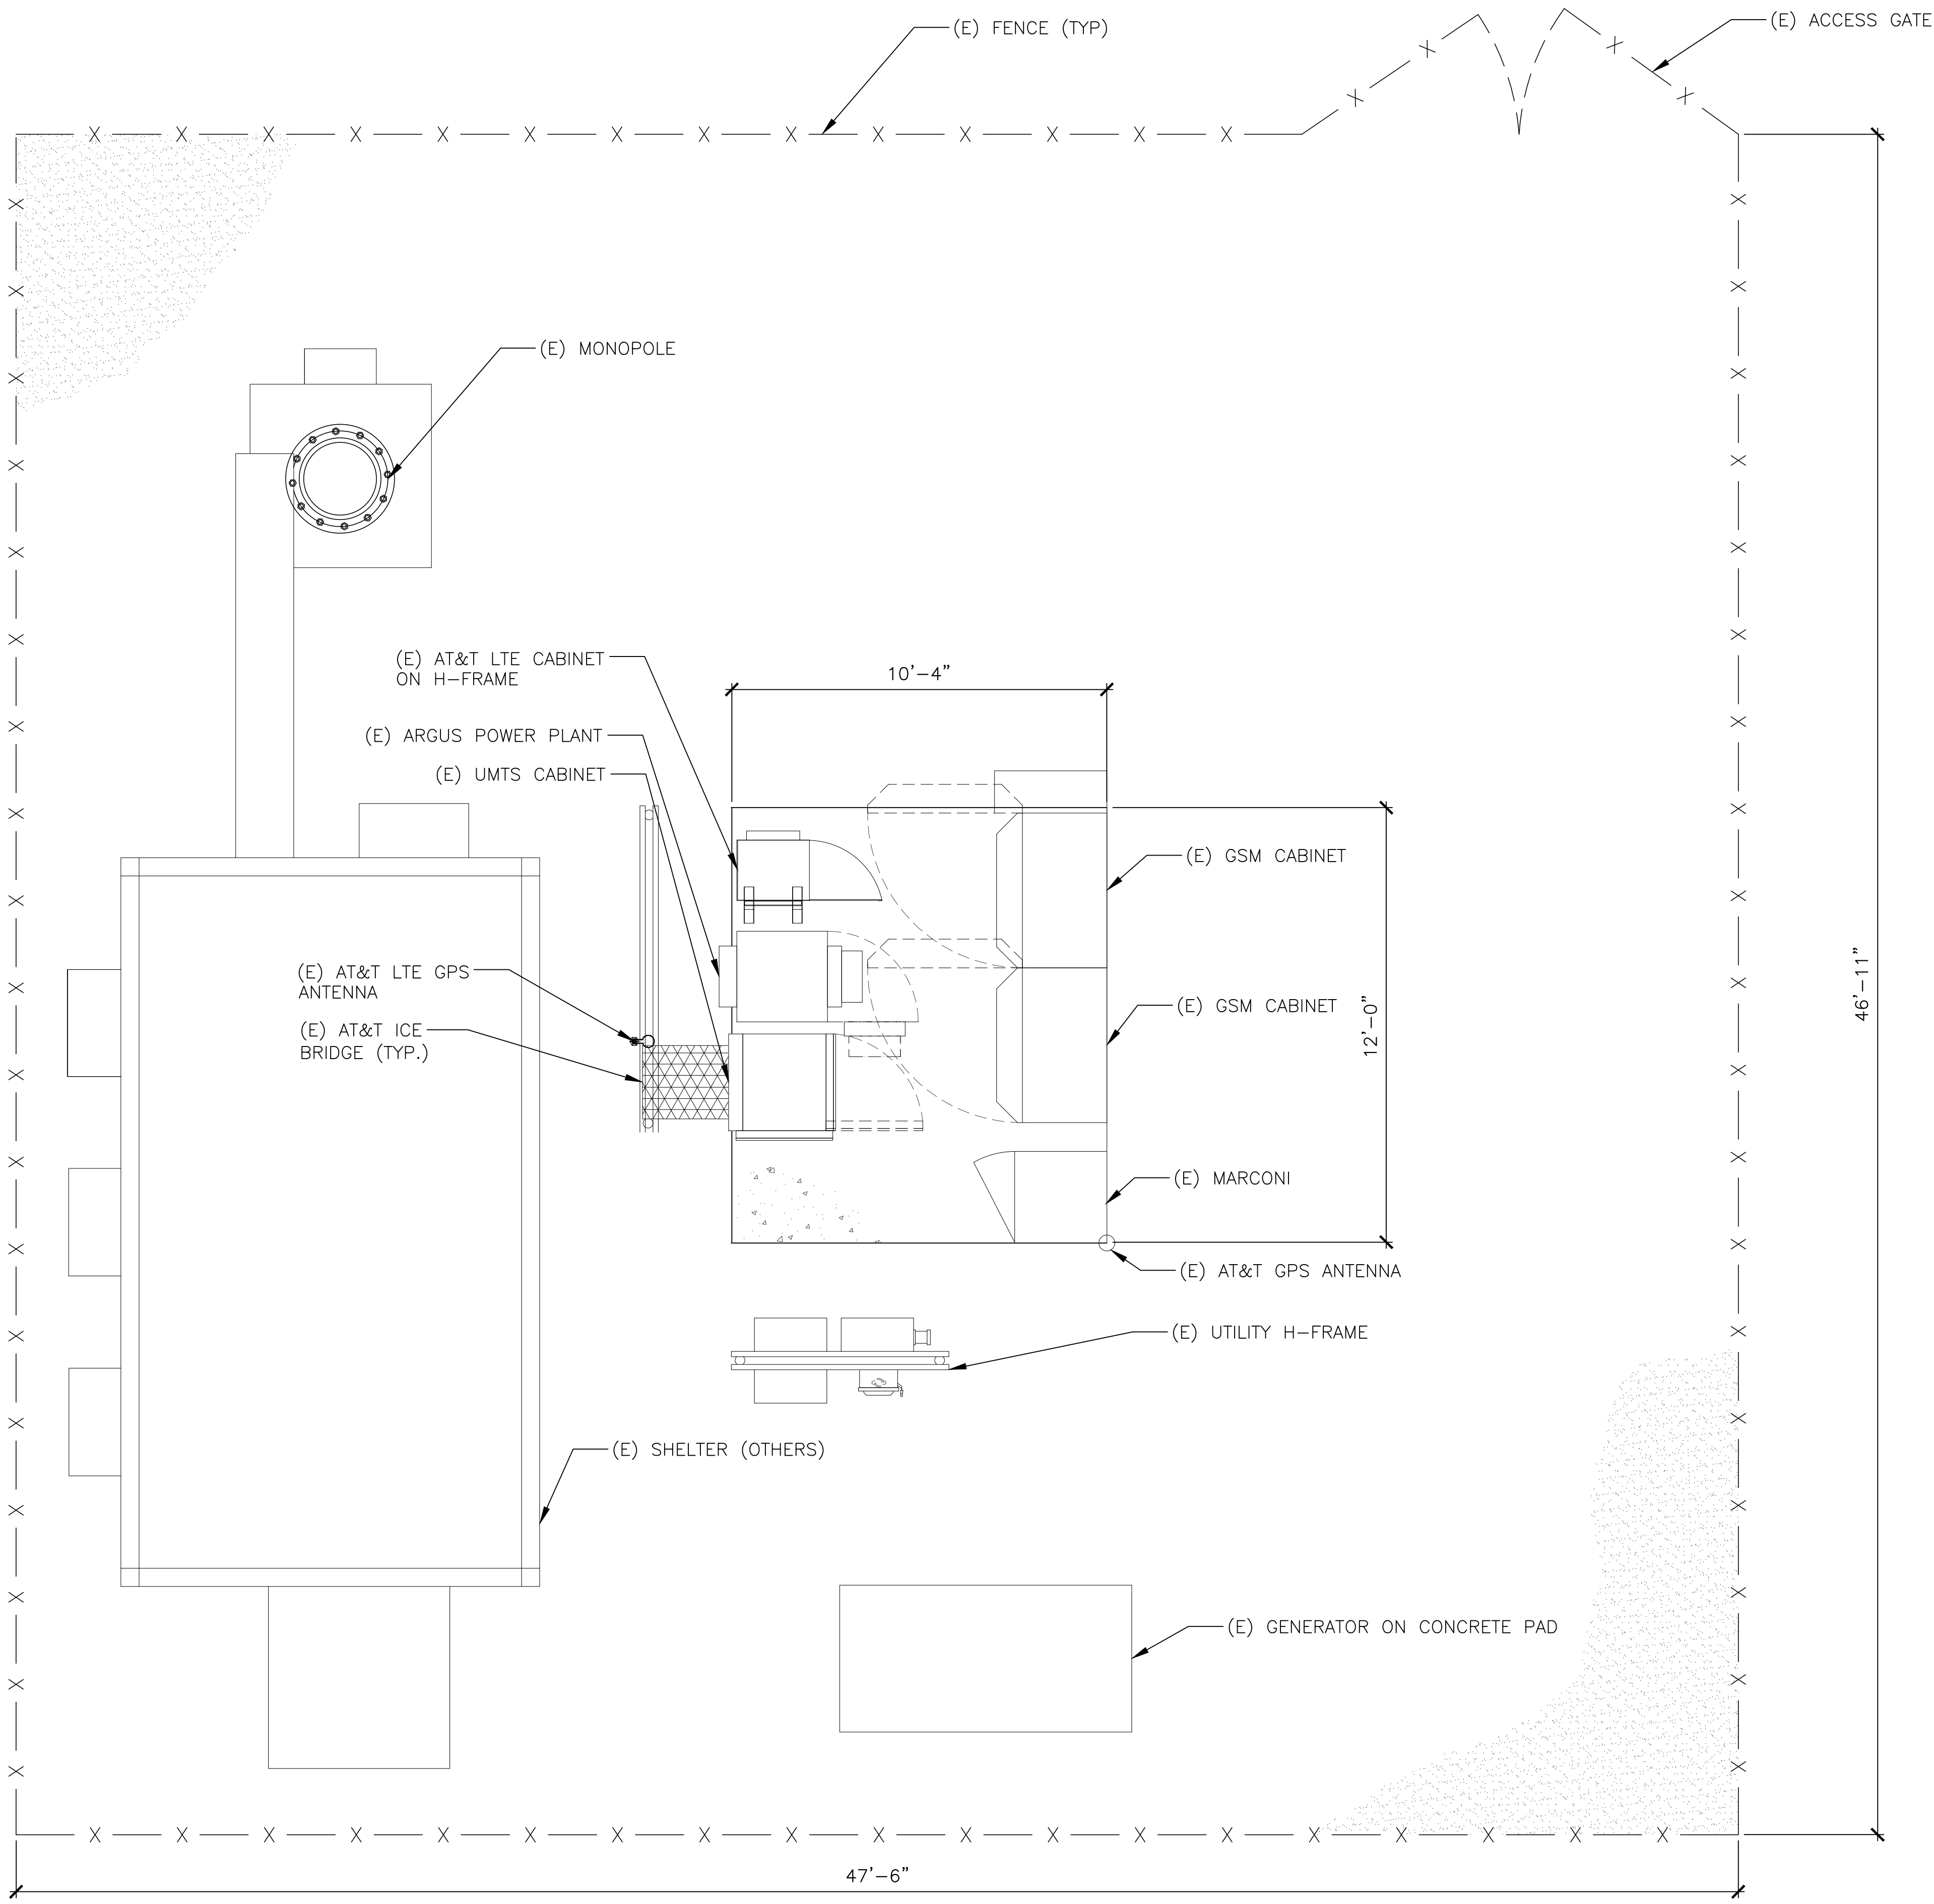 (E) ACCESS GATE
(E) FENCE (TYP)
(E) MONOPOLE
(E) AT&T LTE CABINET
ON H-FRAME
10'-4"
(E) ARGUS POWER PLANT
(E) UMTS CABINET
(E) GSM CABINET
(E) AT&T LTE GPS
ANTENNA
(E) GSM CABINET
12'-0"
46'-11"
(E) AT&T ICE
BRIDGE (TYP.)
(E) MARCONI
(E) AT&T GPS ANTENNA
(E) UTILITY H-FRAME
(E) SHELTER (OTHERS)
(E) GENERATOR ON CONCRETE PAD
47'-6"